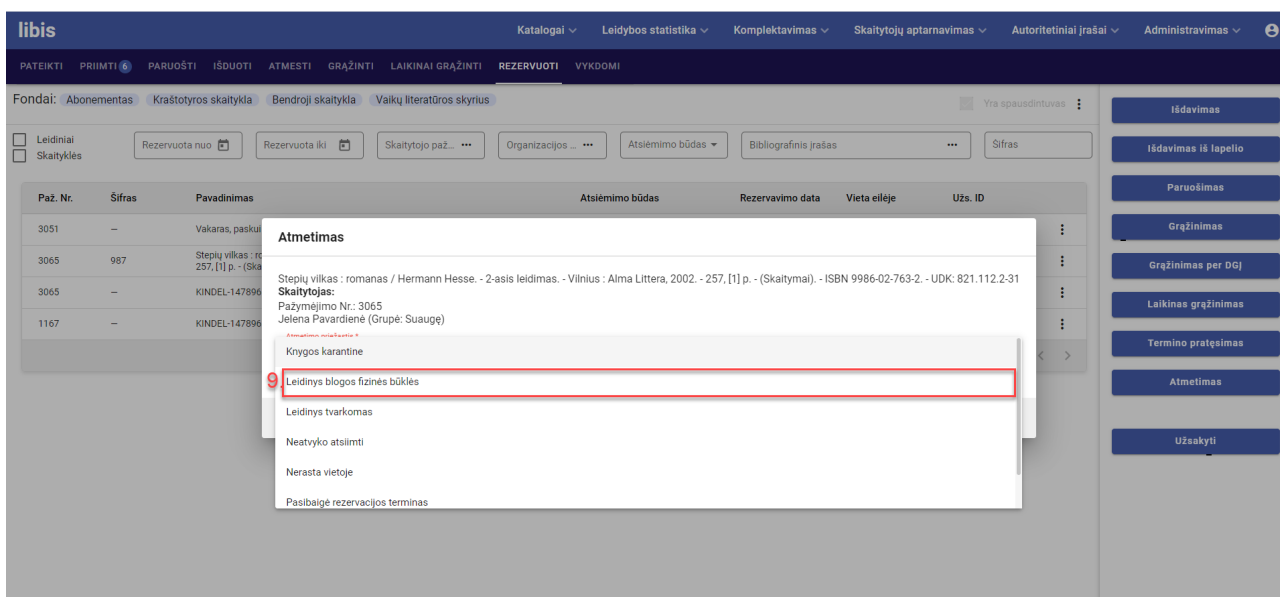 libis
Katalogai Leidybos statistika Komplektavimas Skaitytojų aptarnavimas Autoritetiniai įrašai Administravimas
PATEIKTI PRIIMTI 6 PARUOŠTI IŠDUOTI ATMESTI GRĄŽINTI LAIKINAI GRĄŽINTI REZERVUOTI VYKDOMI
Fondai: Abonementas Kraštotyros skaitykla Bendroji skaitykla Vaikų literatūros skyrius Yra spausdintuvas
Leidiniai
Skaityklės
Rezervuota nuo Rezervuota iki Skaitytojo paž... ••• Organizacijos ... ••• Atsiėmimo būdas Bibliografinis įrašas ••• Šifras
Paž. Nr. Šifras Pavadinimas Atsiėmimo būdas Rezervavimo data Vieta eilėje Užs. ID
3051 – Vakaras, paskui
3065 987 Stepių vilkas : ro
257, [1] p. - (Ska
3065 – KINDEL-147896
1167 – KINDEL-147896
Atmetimas
Stepių vilkas : romanas / Hermann Hesse. - 2-asis leidimas. - Vilnius : Alma Littera, 2002. - 257, [1] p. - (Skaitymai). - ISBN 9986-02-763-2. - UDK: 821.112.2-31
Skaitytojas:
Pažymėjimo Nr.: 3065
Jelena Pavardienė (Grupė: Suaugę)
Atmetimo priežastis *
Knygos karantine
9. Leidinys blogos fizinės būklės
Leidinys tvarkomas
Neatvyko atsiimti
Nerasta vietoje
Pasibaigė rezervacijos terminas
Išdavimas
Išdavimas iš lapelio
Paruošimas
Grąžinimas
Grąžinimas per DGĮ
Laikinas grąžinimas
Termino pratęsimas
Atmetimas
Užsakyti